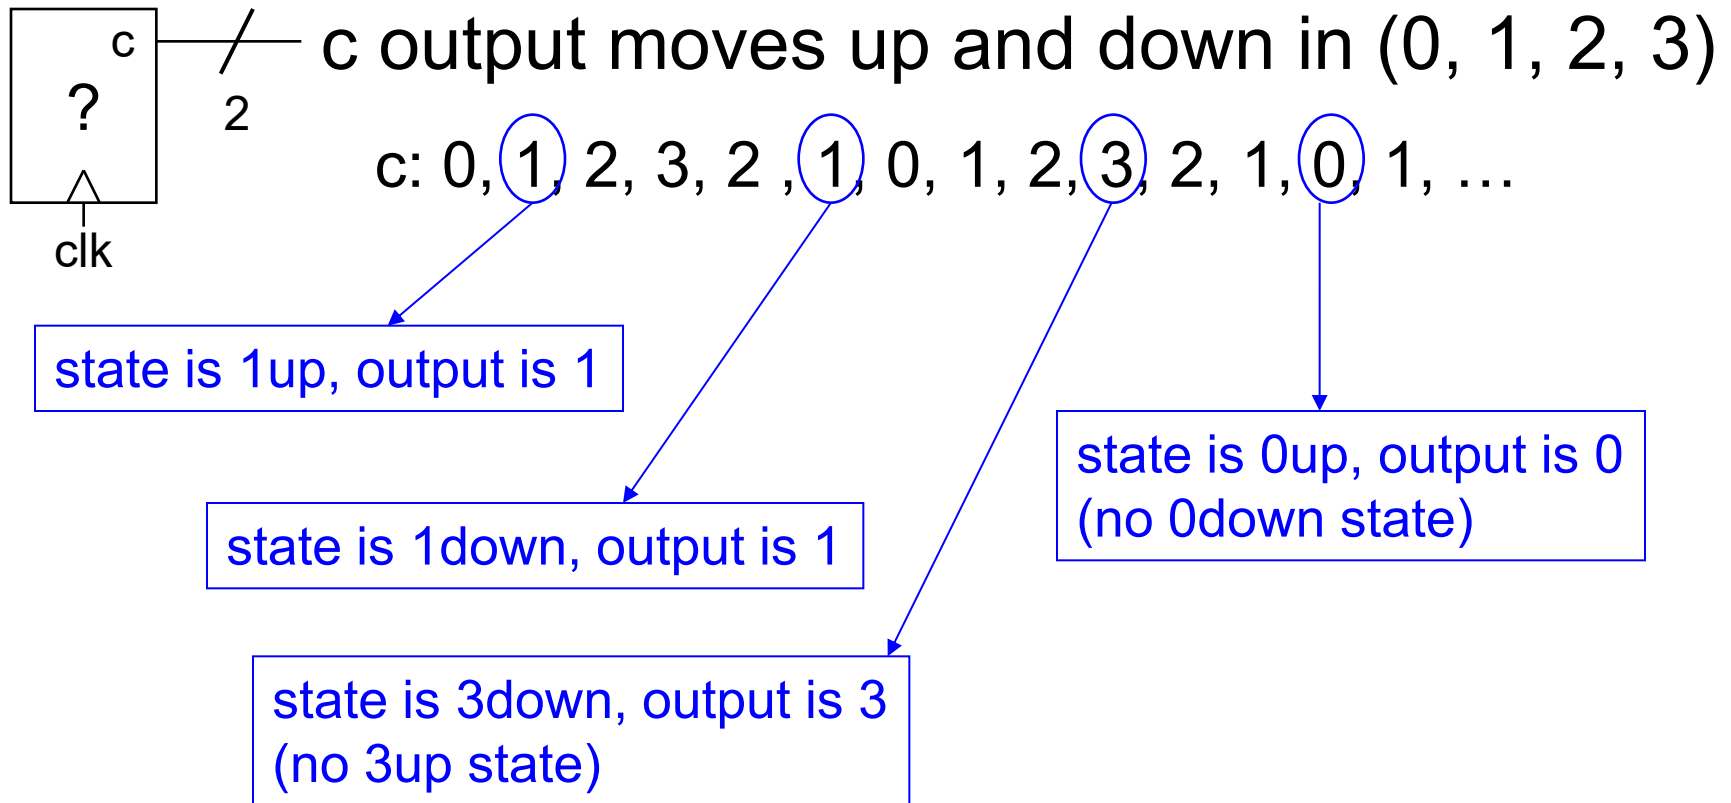 c
?
2
clk
c output moves up and down in (0, 1, 2, 3)
c: 0, 1, 2, 3, 2 , 1, 0, 1, 2, 3, 2, 1, 0, 1, …
state is 1up, output is 1
state is 1down, output is 1
state is 3down, output is 3
(no 3up state)
state is 0up, output is 0
(no 0down state)